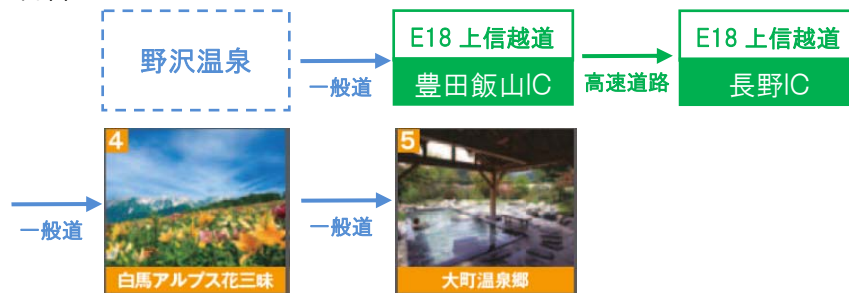 野沢温泉
一般道
E18 上信越道
豊田飯山IC
高速道路
E18 上信越道
長野IC
一般道
4
白馬アルプス花三昧
一般道
5
大町温泉郷